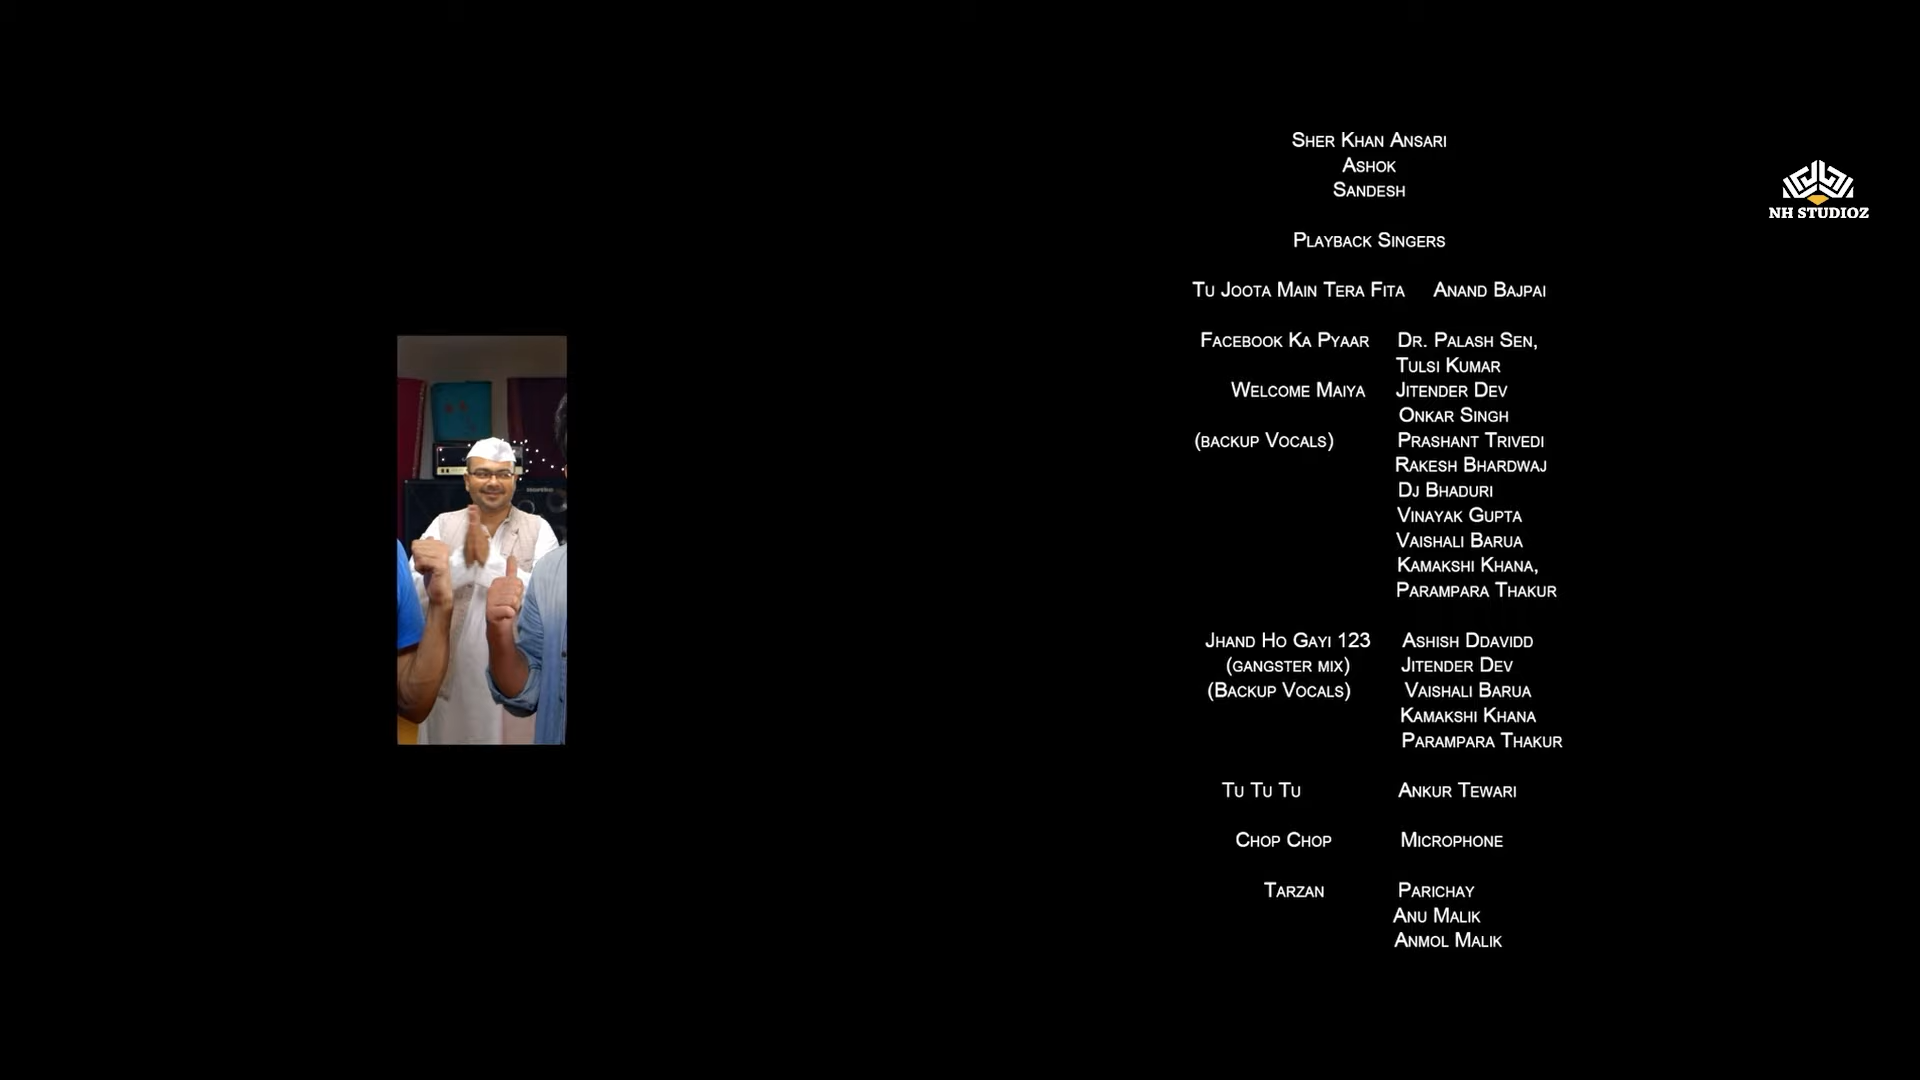 Sher Khan Ansari
Ashok
Sandesh
NH STUDIOZ
Playback Singers
Tu Joota Main Tera Fita Anand Bajpai
Facebook Ka Pyaar Dr. Palash Sen,
Tulsi Kumar
Welcome Maiya Jitender Dev
Onkar Singh
(backup Vocals) Prashant Trivedi
Rakesh Bhardwaj
Dj Bhaduri
Vinayak Gupta
Vaishali Barua
Kamakshi Khana,
Parampara Thakur
Jhand Ho Gayi 123 Ashish Ddavidd
(gangster mix) Jitender Dev
(Backup Vocals) Vaishali Barua
Kamakshi Khana
Parampara Thakur
Tu Tu Tu Ankur Tewari
Chop Chop Microphone
Tarzan Parichay
Anu Malik
Anmol Malik